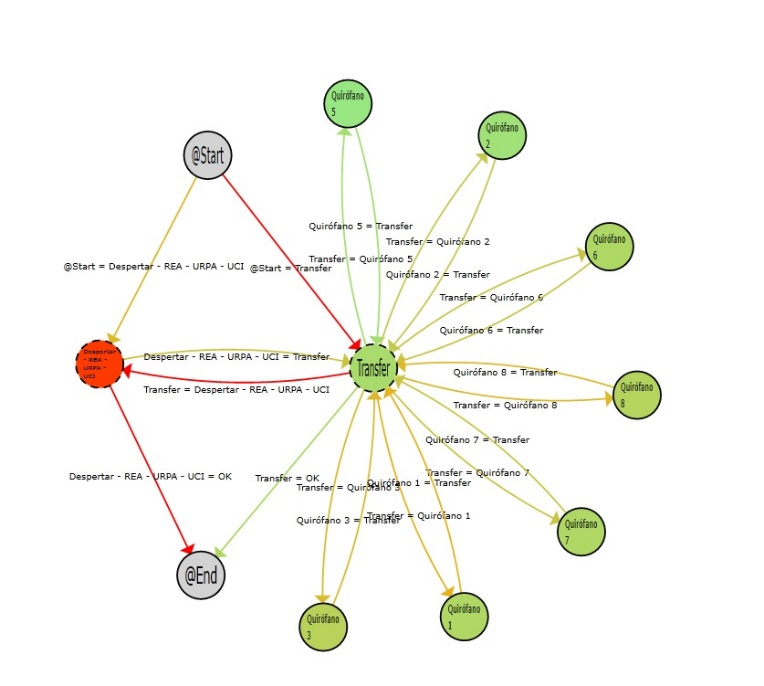 Quirófano
5
Quirófano
2
@Start
Quirófano 5 = Transfer
Transfer = Quirófano 2
Quirófano
6
Transfer = Quirófano 5
@Start = Despertar - REA - URPA - UCI
@Start = Transfer
Quirófano 2 = Transfer
Transfer = Quirófano 6
Quirófano 6 = Transfer
Despertar
- REA -
URPA -
UCI
Despertar - REA - URPA - UCI = Transfer
Transfer
Quirófano 8 = Transfer
Transfer = Despertar - REA - URPA - UCI
Transfer = Quirófano 8
Quirófano
8
Quirófano 7 = Transfer
Transfer = Quirófano 7
Despertar - REA - URPA - UCI = OK
Transfer = OK
Quirófano 1 = Transfer
Transfer = Quirófano 3
Quirófano 3 = Transfer
Transfer = Quirófano 1
Quirófano
7
@End
Quirófano
3
Quirófano
1